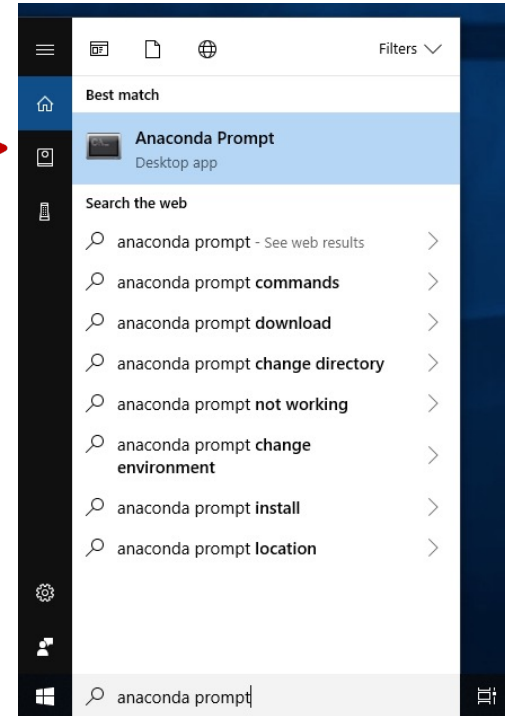 Filters
Best match
Anaconda Prompt
Desktop app
Search the web
anaconda prompt - See web results
anaconda prompt commands
anaconda prompt download
anaconda prompt change directory
anaconda prompt not working
anaconda prompt change
environment
anaconda prompt install
anaconda prompt location
anaconda prompt